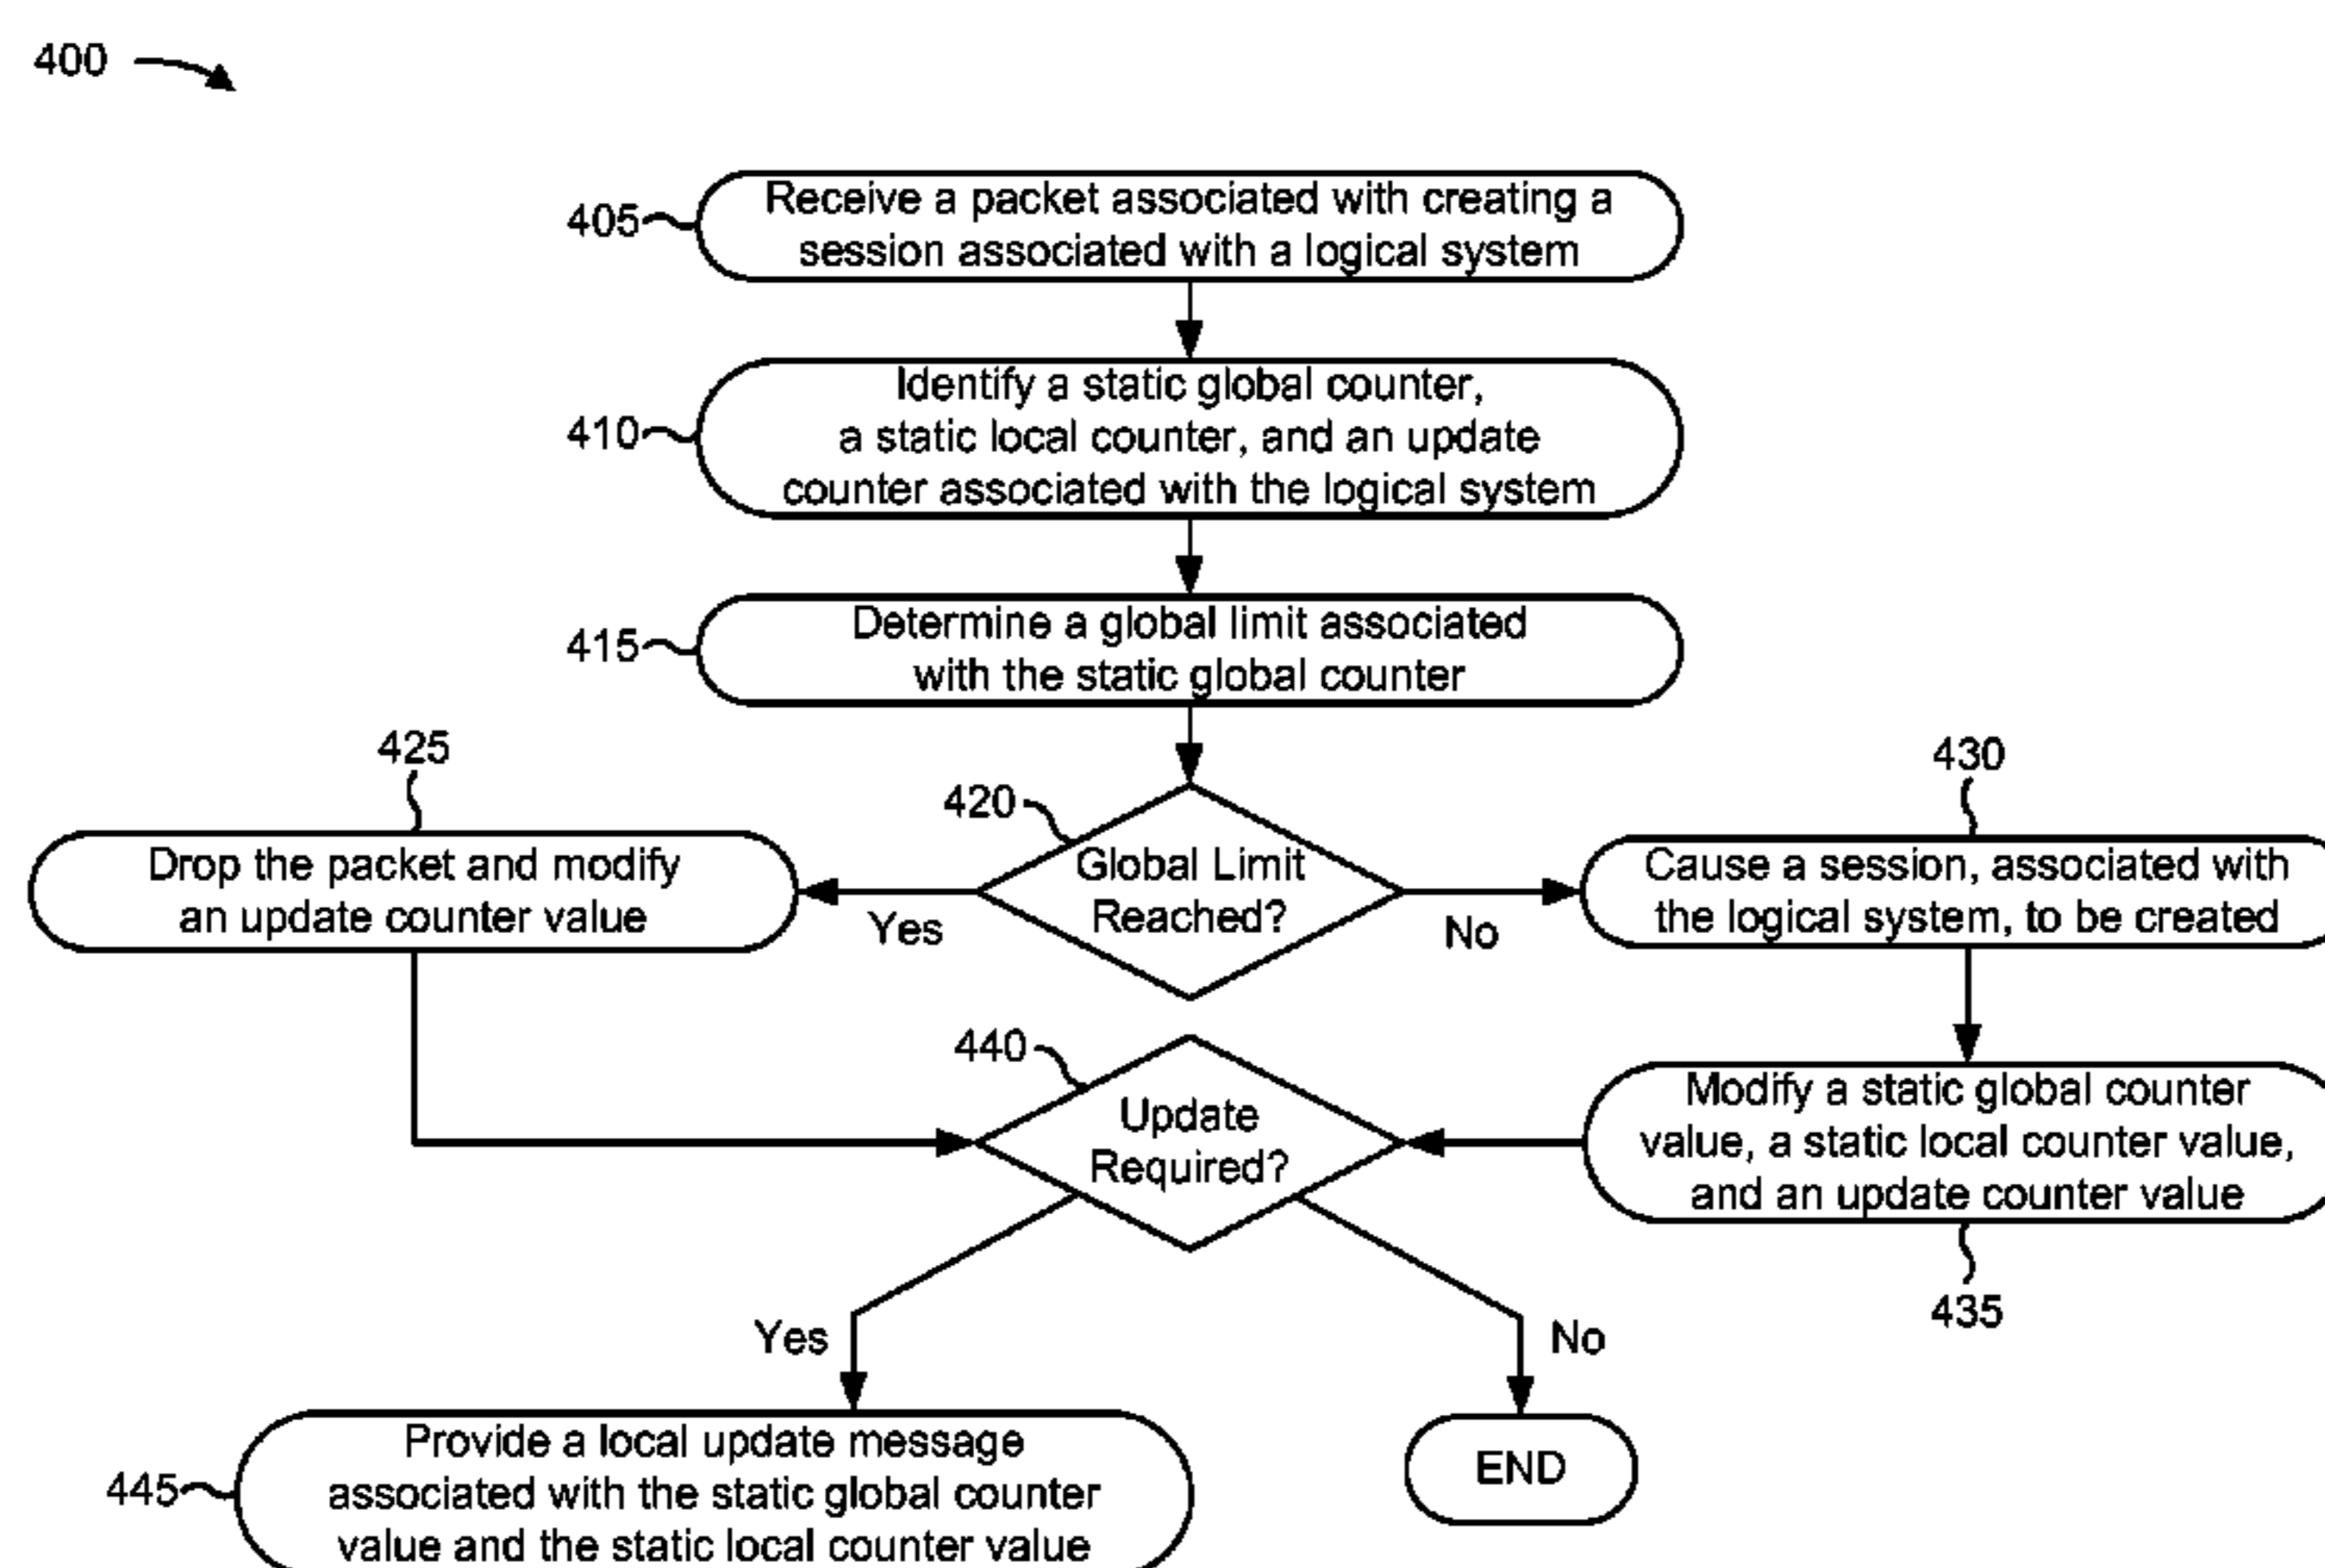 400
405
Receive a packet associated with creating a
session associated with a logical system
410
Identify a static global counter,
a static local counter, and an update
counter associated with the logical system
415
Determine a global limit associated
with the static global counter
420
Global Limit
Reached?
Yes
No
425
Drop the packet and modify
an update counter value
430
Cause a session, associated with
the logical system, to be created
435
Modify a static global counter
value, a static local counter value,
and an update counter value
440
Update
Required?
Yes
No
445
Provide a local update message
associated with the static global counter
value and the static local counter value
END